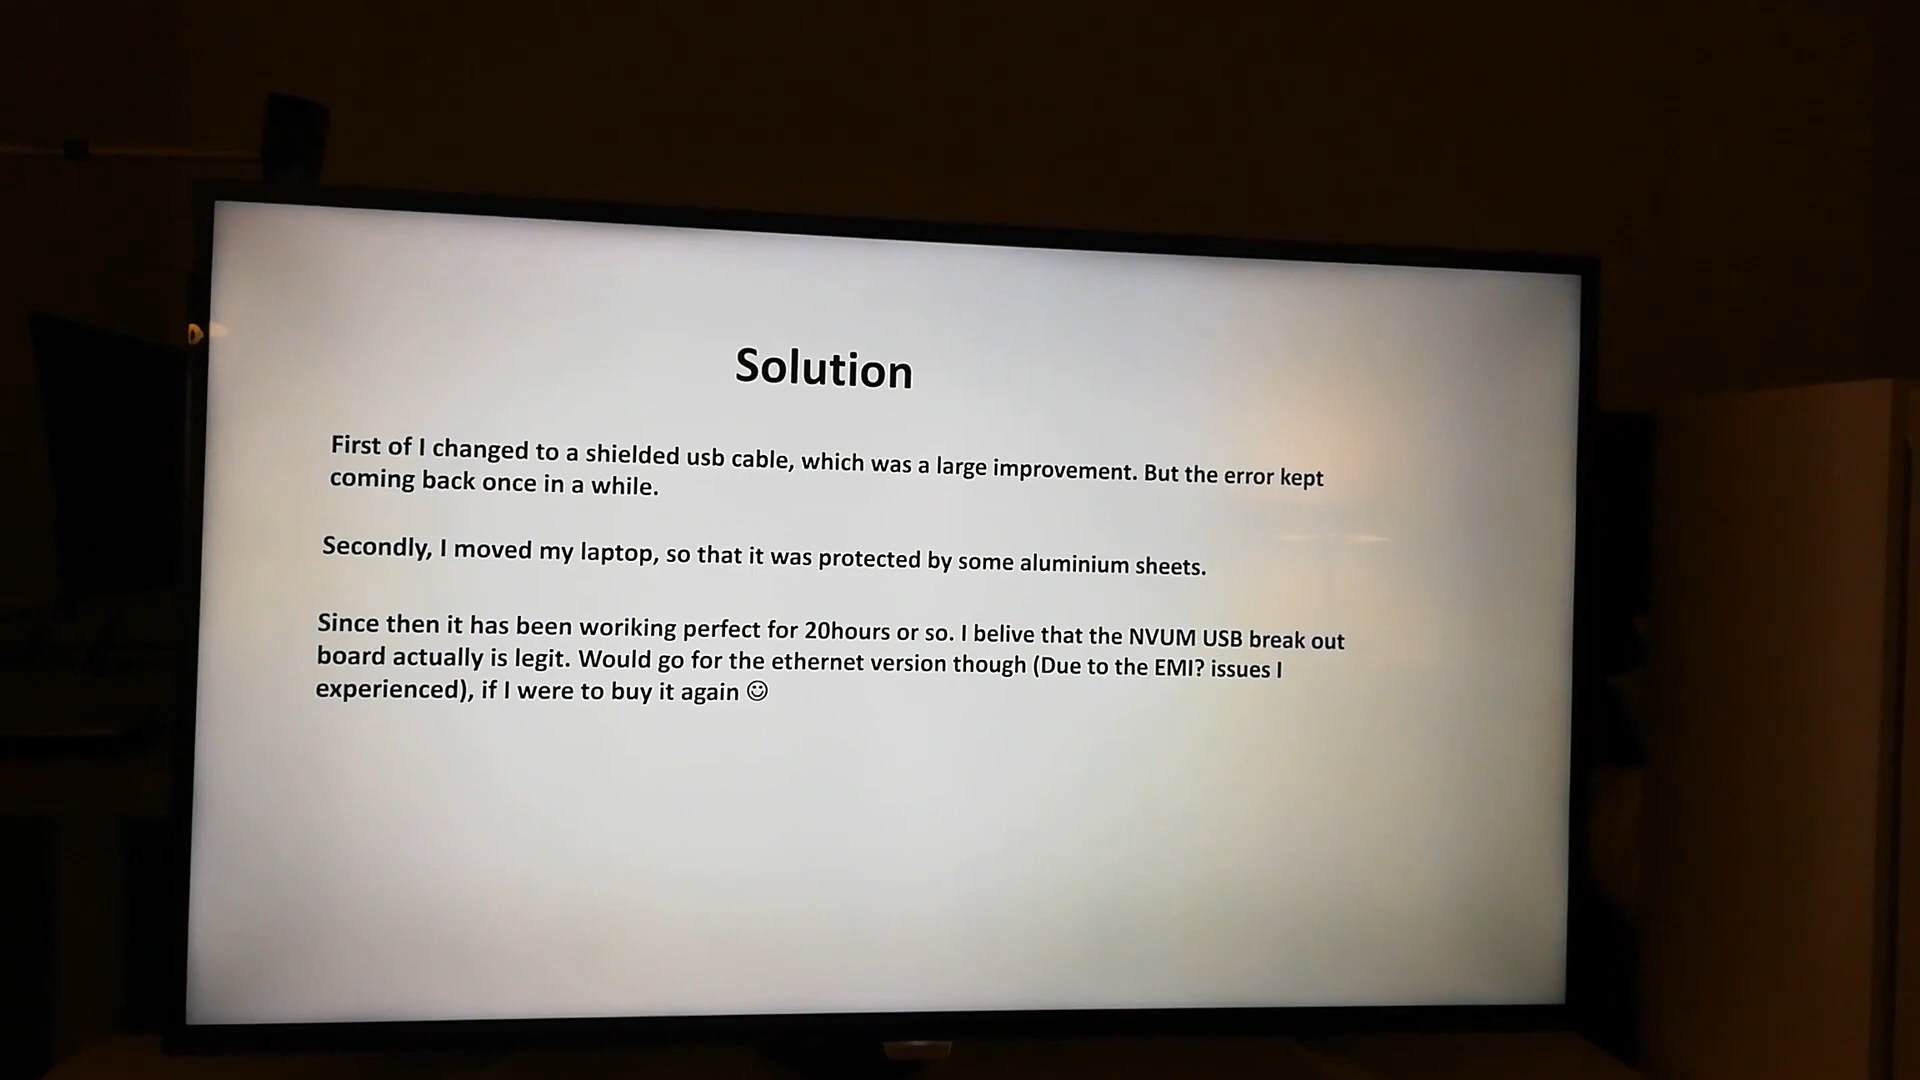 Solution
First of I changed to a shielded usb cable, which was a large improvement. But the error kept
coming back once in a while.
Secondly, I moved my laptop, so that it was protected by some aluminium sheets.
Since then it has been woriking perfect for 20hours or so. I belive that the NVUM USB break out
board actually is legit. Would go for the ethernet version though (Due to the EMI? issues I
experienced), if I were to buy it again ☺